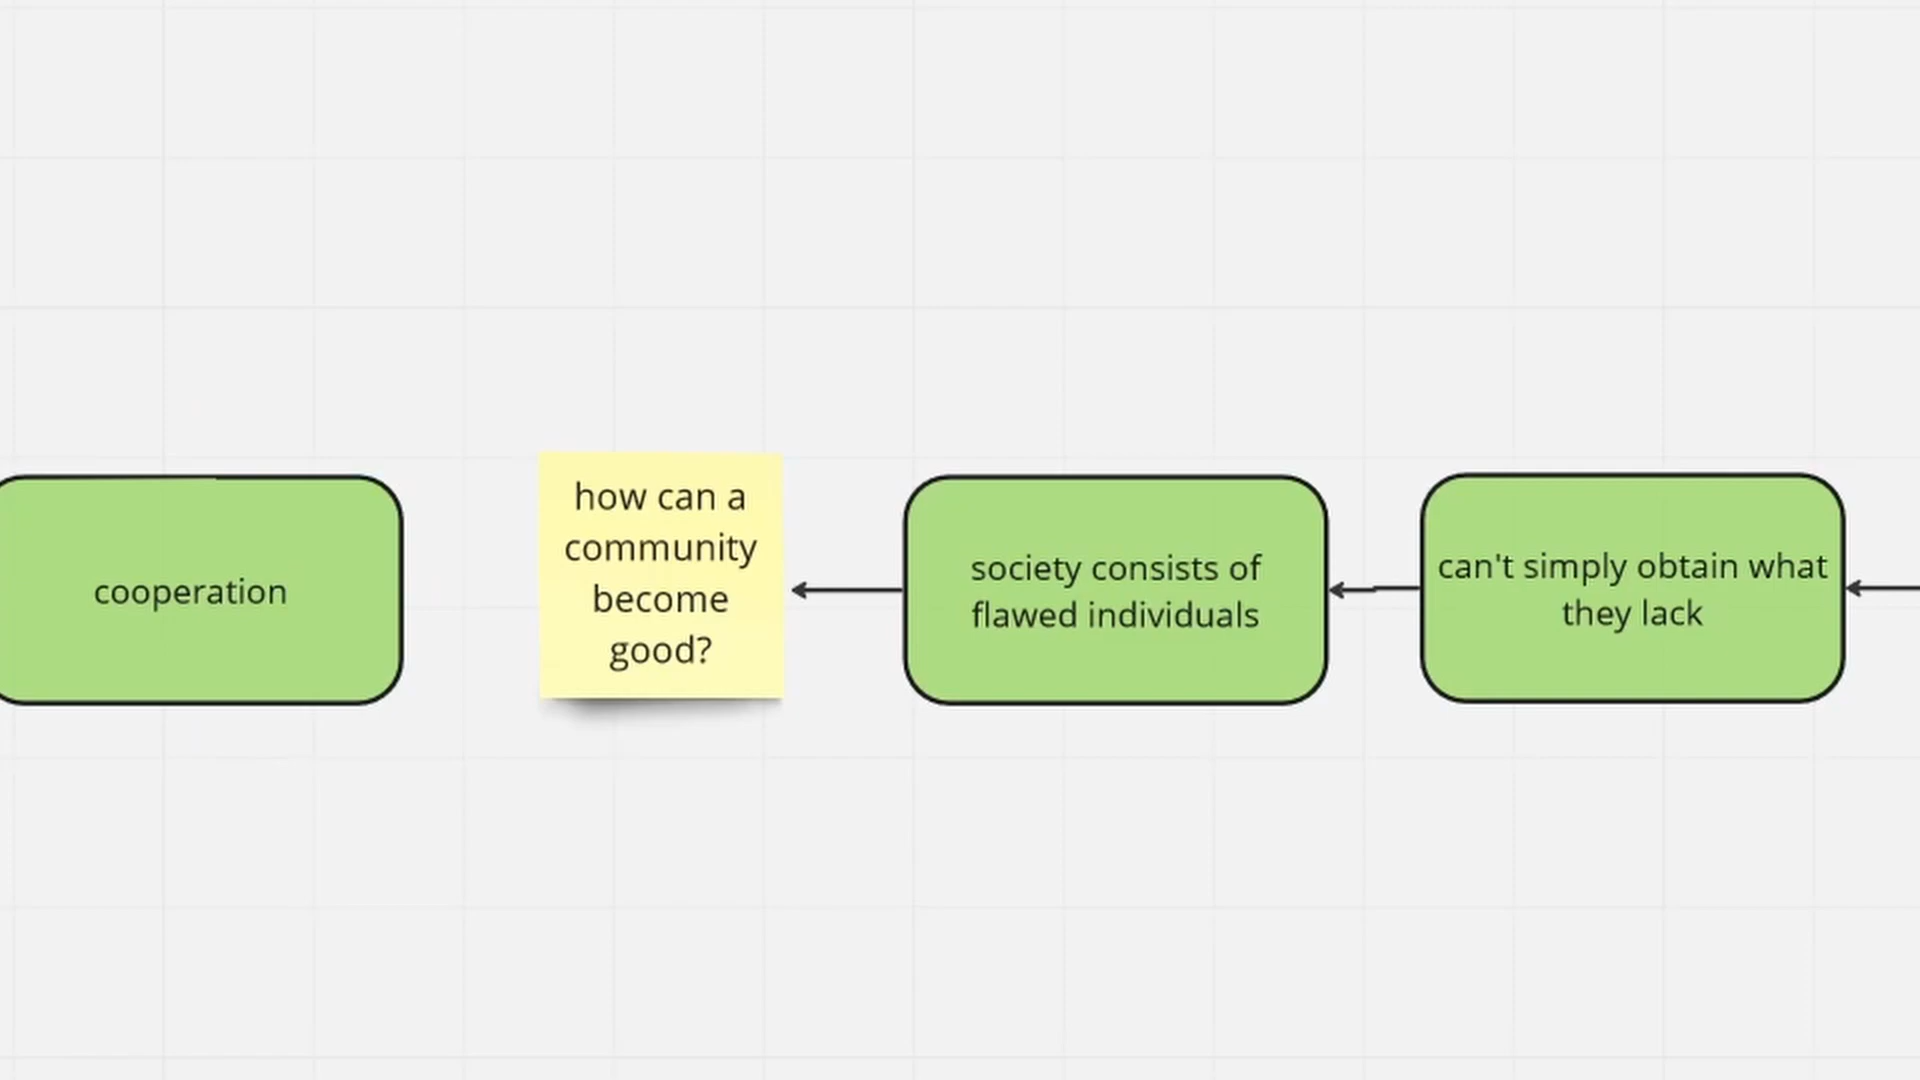 cooperation
how can a
community
become
good?
society consists of
flawed individuals
can't simply obtain what
they lack